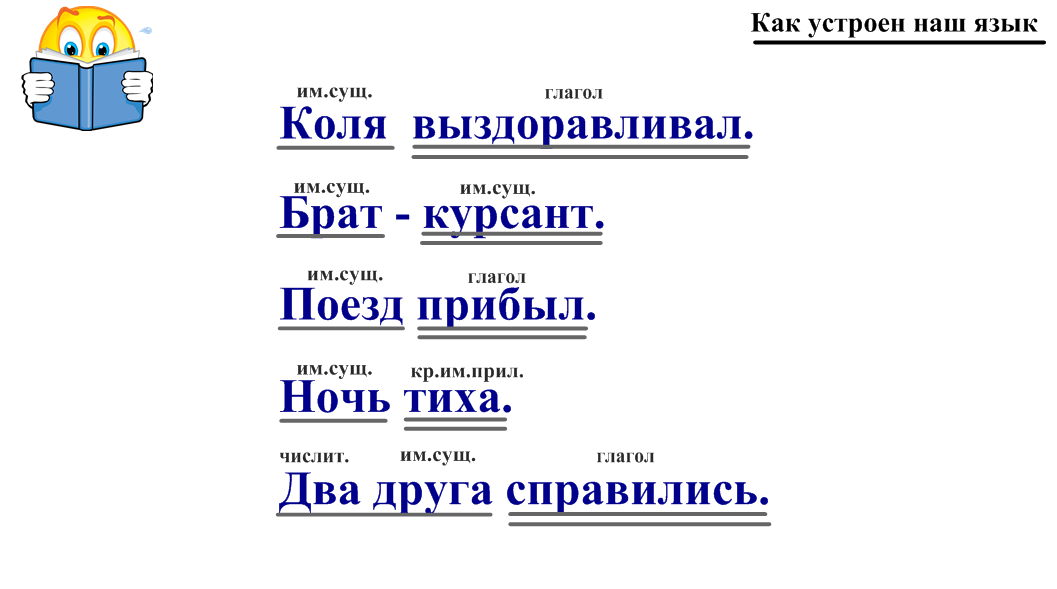 Как устроен наш язык
им.сущ. глагол
Коля выздоравливал.
им.сущ. им.сущ.
Брат - курсант.
им.сущ. глагол
Поезд прибыл.
им.сущ. кр.им.прил.
Ночь тиха.
числит. им.сущ. глагол
Два друга справились.